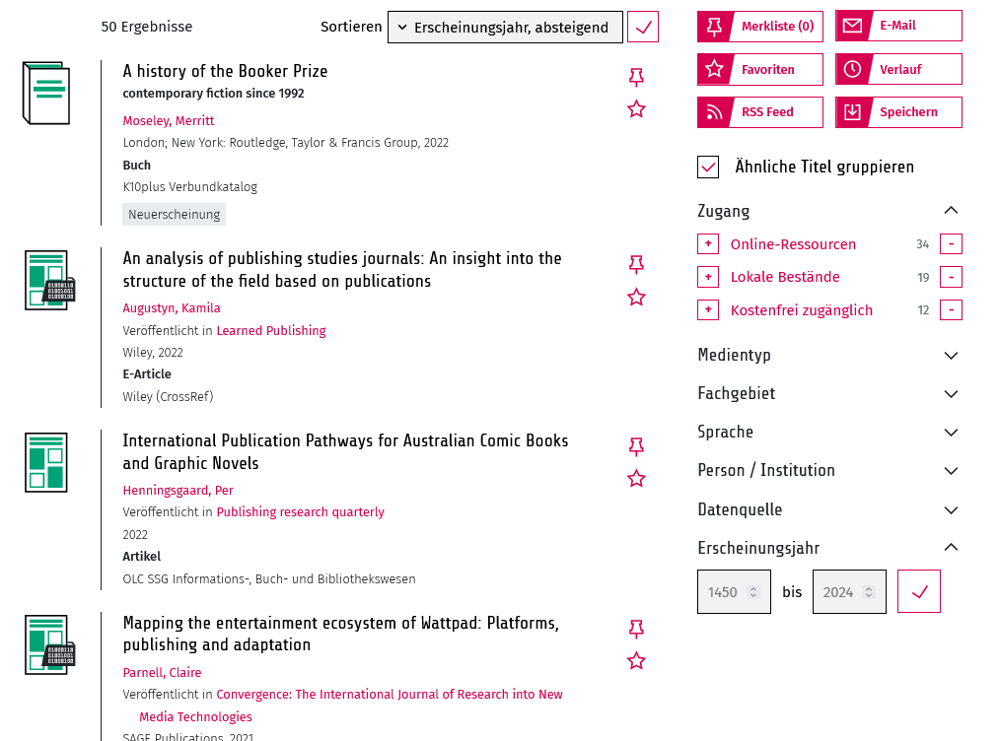 50 Ergebnisse
Sortieren
Erscheinungsjahr, absteigend
A history of the Booker Prize
contemporary fiction since 1992
Moseley, Merritt
London; New York: Routledge, Taylor & Francis Group, 2022
Buch
K10plus Verbundkatalog
Neuerscheinung
An analysis of publishing studies journals: An insight into the
structure of the field based on publications
Augustyn, Kamila
Veröffentlicht in Learned Publishing
Wiley, 2022
E-Article
Wiley (CrossRef)
International Publication Pathways for Australian Comic Books
and Graphic Novels
Henningsgaard, Per
Veröffentlicht in Publishing research quarterly
2022
Artikel
OLC SSG Informations-, Buch- und Bibliothekswesen
Mapping the entertainment ecosystem of Wattpad: Platforms,
publishing and adaptation
Parnell, Claire
Veröffentlicht in Convergence: The International Journal of Research into New
Media Technologies
SAGE Publications, 2021
Merkliste (0)
E-Mail
Favoriten
Verlauf
RSS Feed
Speichern
Ähnliche Titel gruppieren
Zugang
+ Online-Ressourcen 34 -
+ Lokale Bestände 19 -
+ Kostenfrei zugänglich 12 -
Medientyp
Fachgebiet
Sprache
Person / Institution
Datenquelle
Erscheinungsjahr
1450 bis 2024